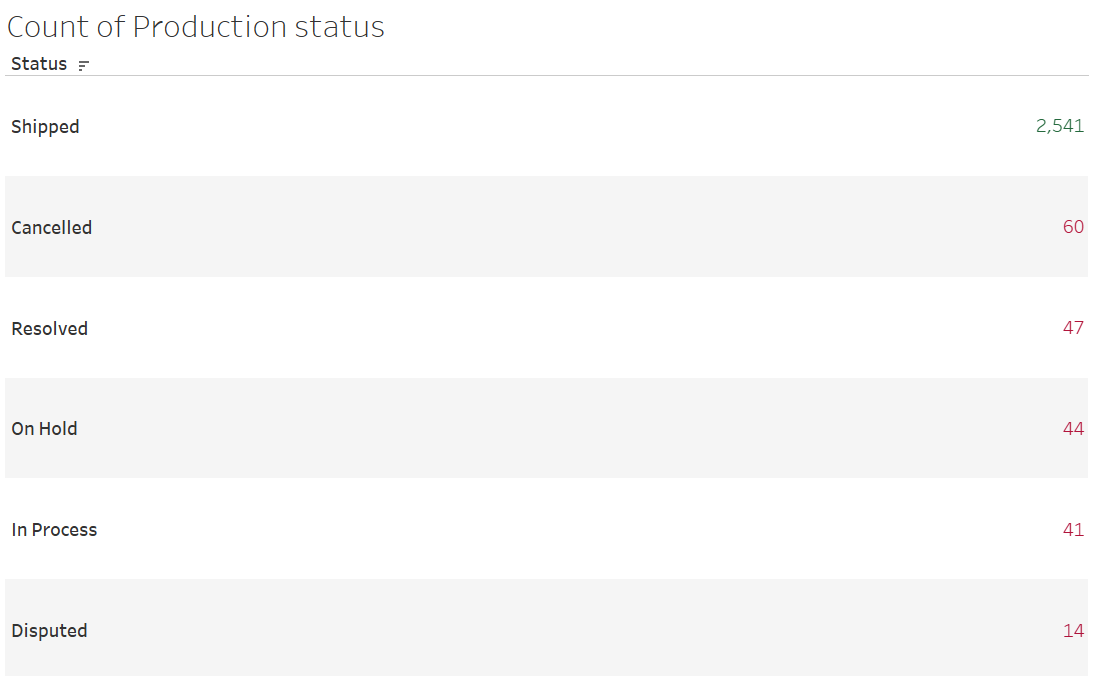 Count of Production status
Status
Shipped 2,541
Cancelled 60
Resolved 47
On Hold 44
In Process 41
Disputed 14